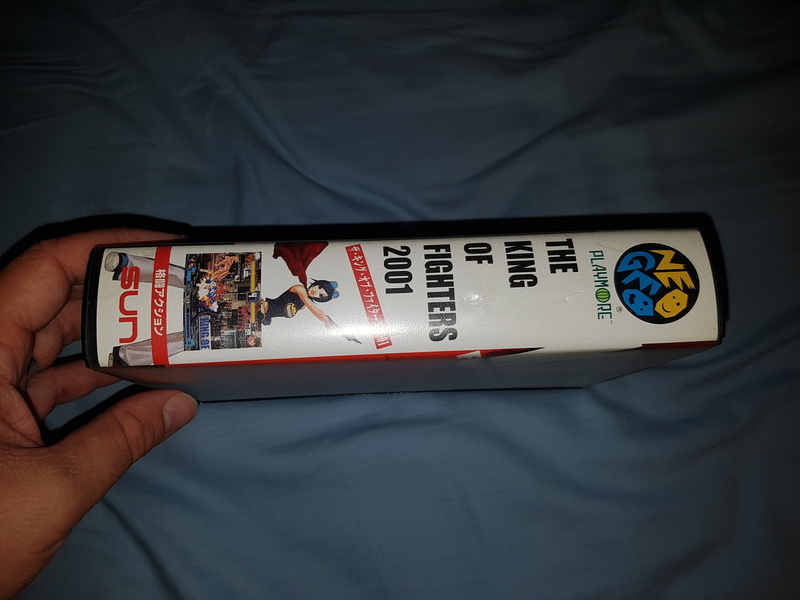 NEO
GEO
PLAYMORE
THE
KING
OF
FIGHTERS
2001
ザ・キング・オブ・ファイターズ
格闘アクション
SUN